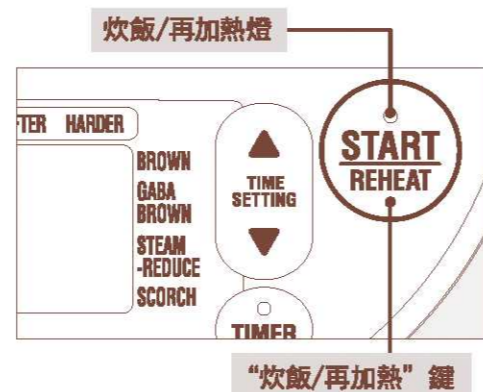 炊飯/再加熱燈
HARDER
START
REHEAT
BROWN
GABA
BROWN
STEAM
-REDUCE
SCORCH
TIME
SETTING
TIMER
“炊飯/再加熱”鍵